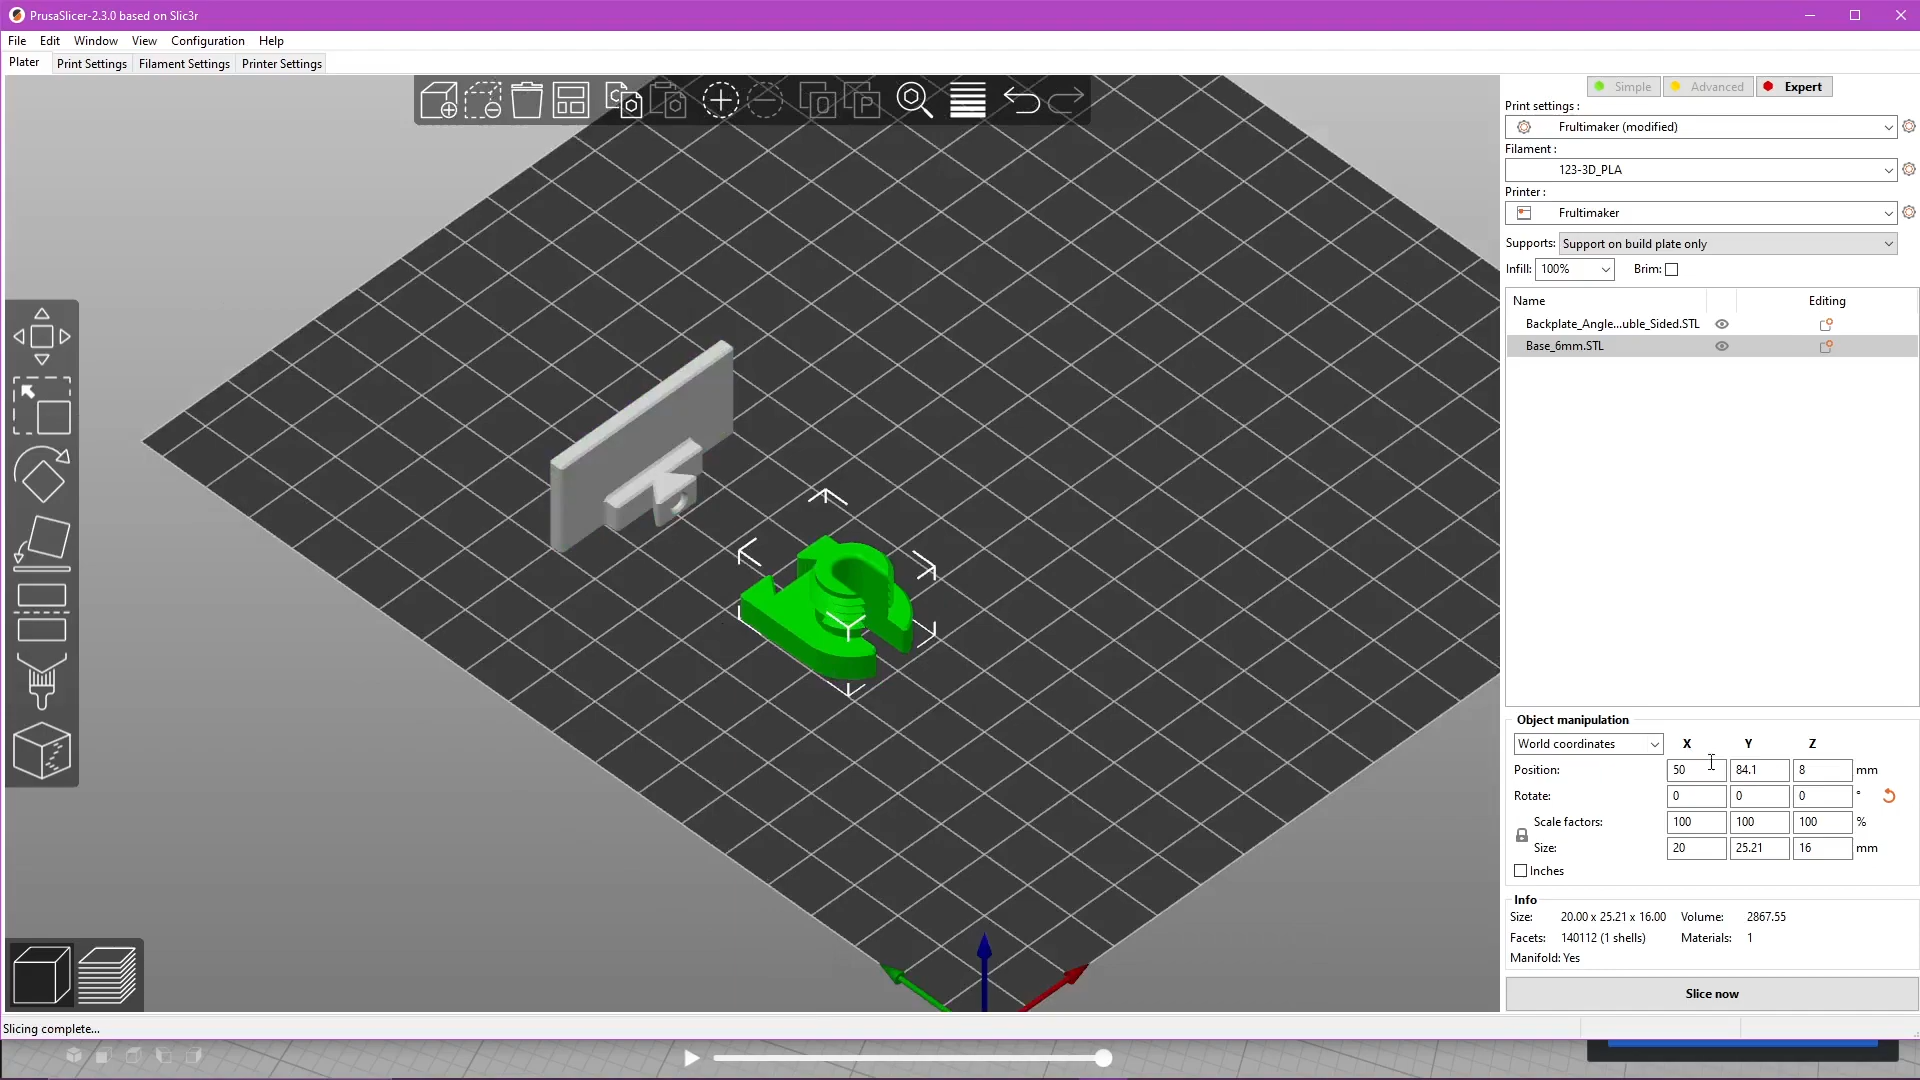 PrusaSlicer-2.3.0 based on Slic3r
File Edit Window View Configuration Help
Plater Print Settings Filament Settings Printer Settings
Simple Advanced Expert
Print settings :
Frultimaker (modified)
Filament :
123-3D_PLA
Printer :
Frultimaker
Supports: Support on build plate only
Infill: 100% Brim:
Name Editing
Backplate_Angle...uble_Sided.STL
Base_6mm.STL
Object manipulation
World coordinates X Y Z
Position: 50 84.1 8 mm
Rotate: 0 0 0 °
Scale factors: 100 100 100 %
Size: 20 25.21 16 mm
Inches
Info
Size: 20.00 x 25.21 x 16.00 Volume: 2867.55
Facets: 140112 (1 shells) Materials: 1
Manifold: Yes
Slice now
Slicing complete...